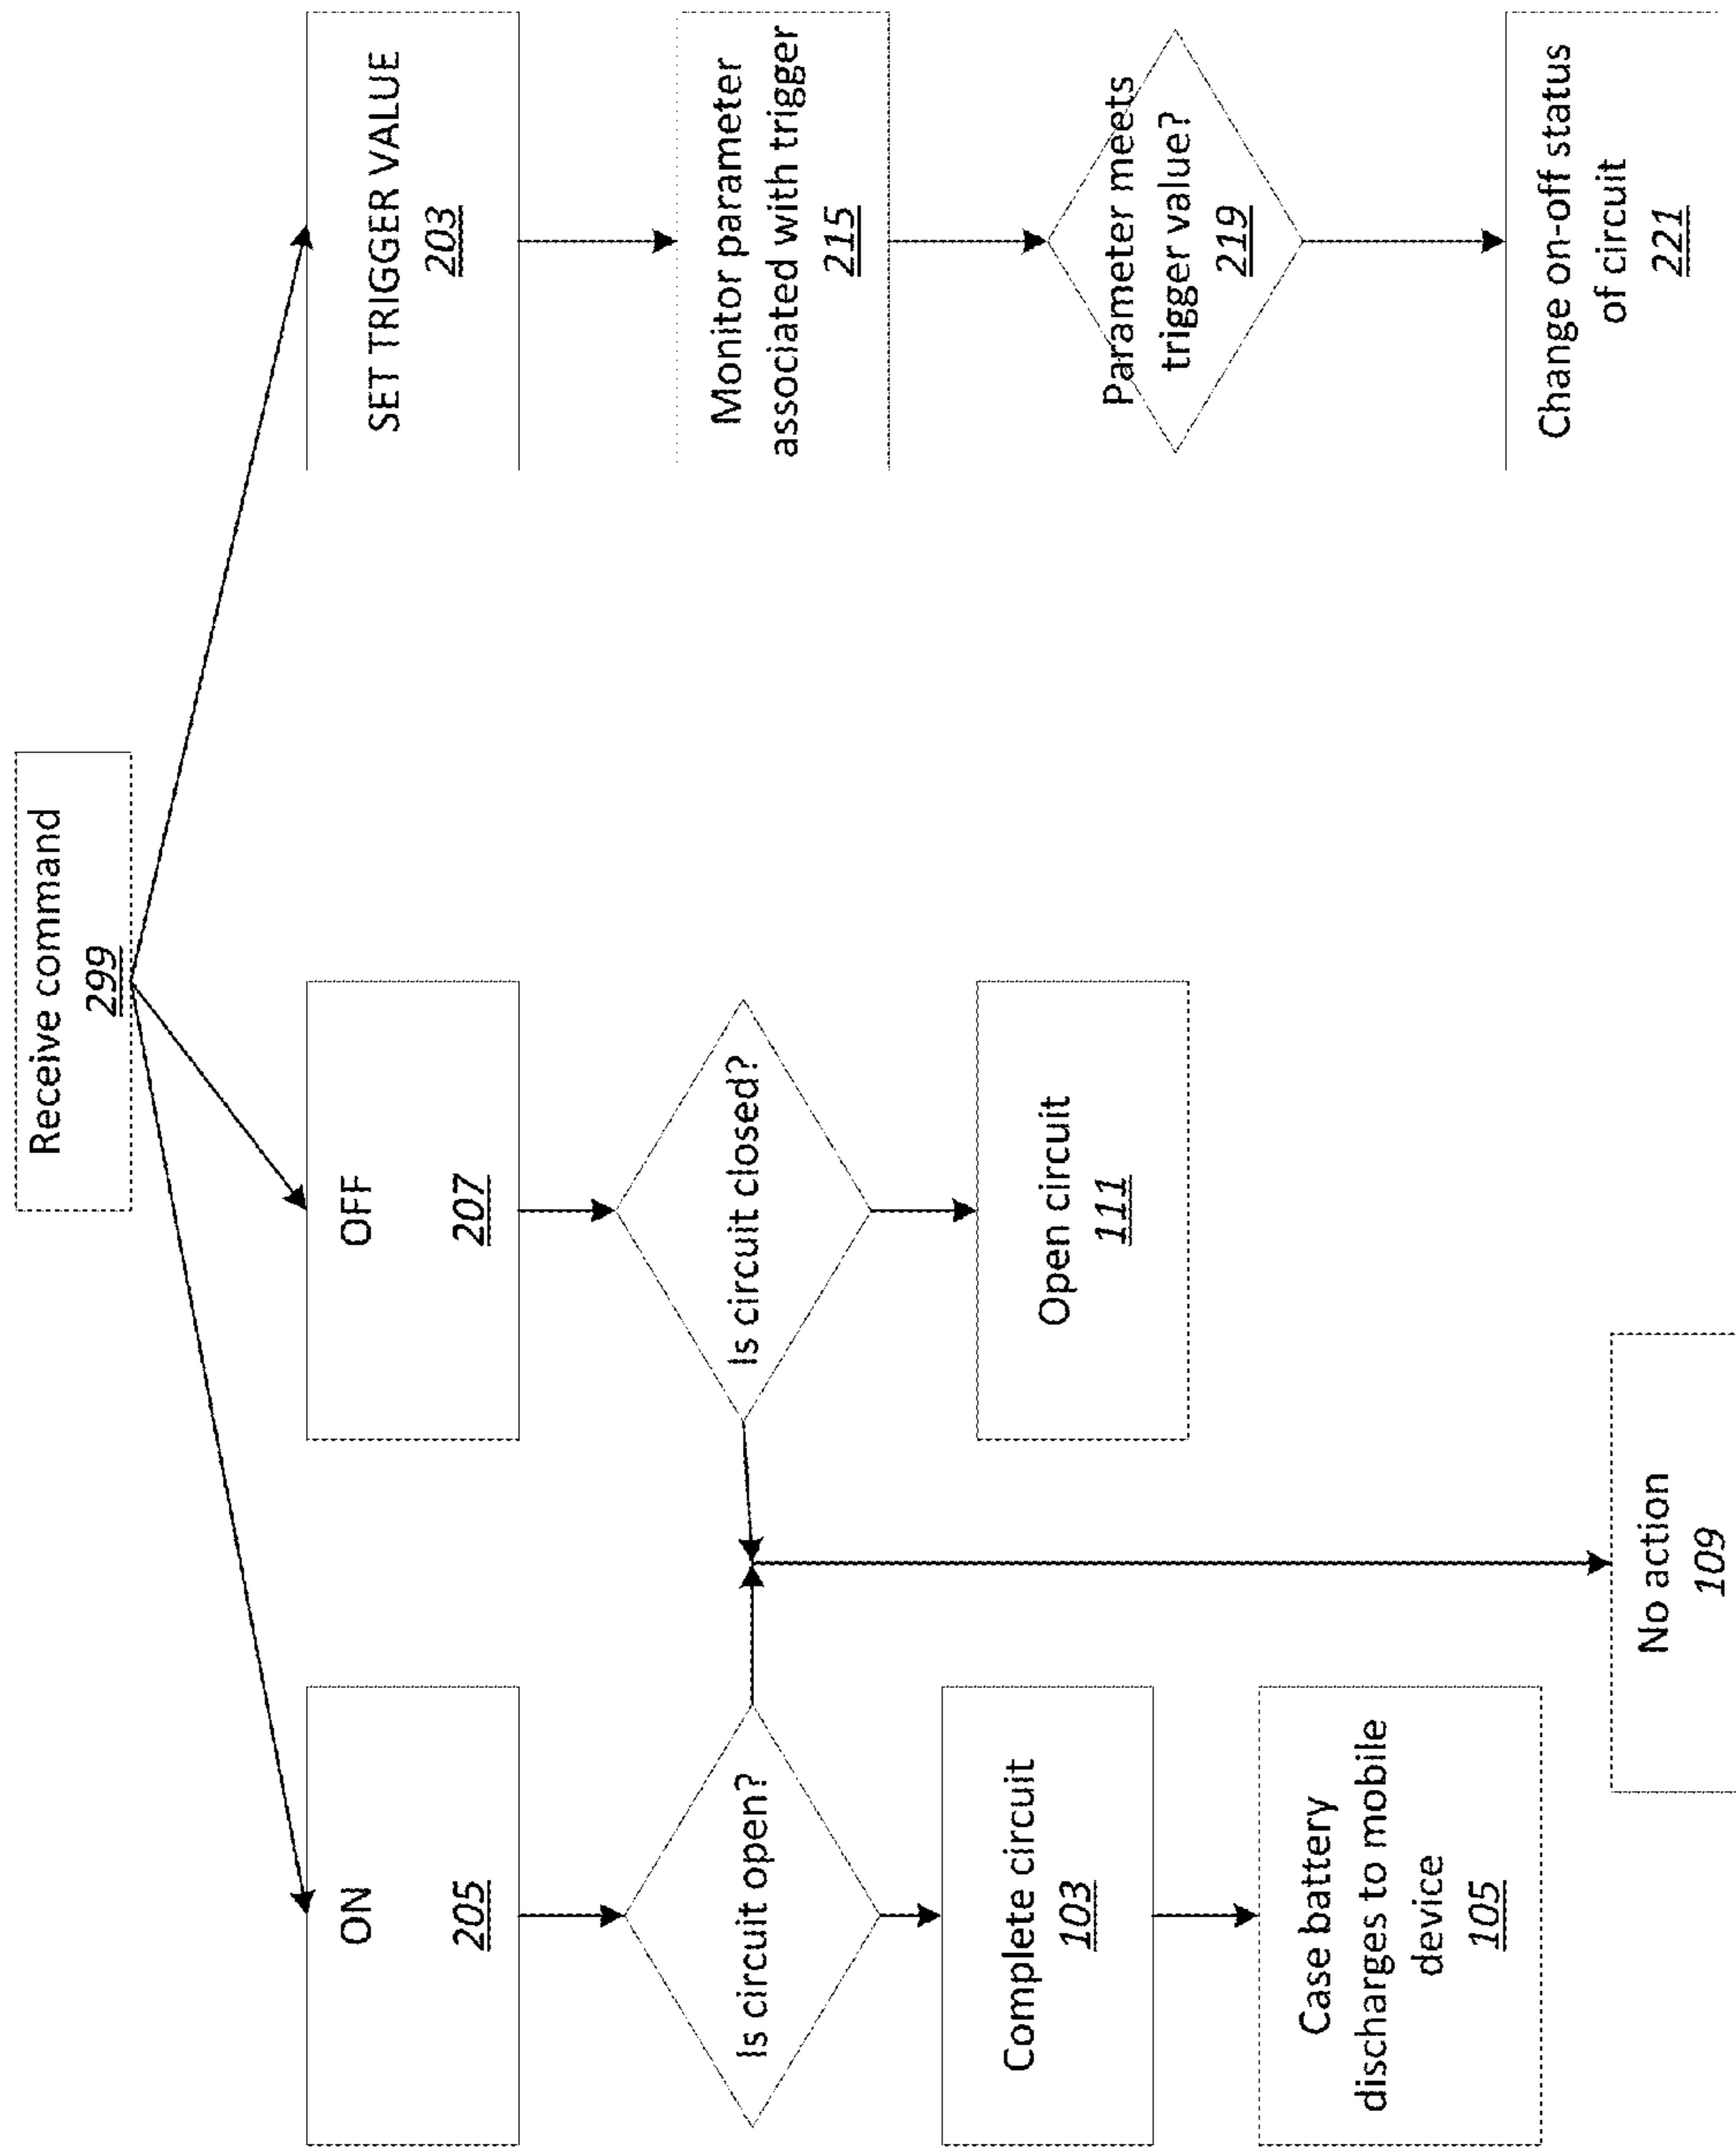 Receive command
299
ON
205
OFF
207
SET TRIGGER VALUE
203
Is circuit open?
Is circuit closed?
Monitor parameter
associated with trigger
215
Complete circuit
103
Open circuit
111
Parameter meets
trigger value?
219
Case battery
discharges to mobile
device
105
No action
109
Change on-off status
of circuit
221